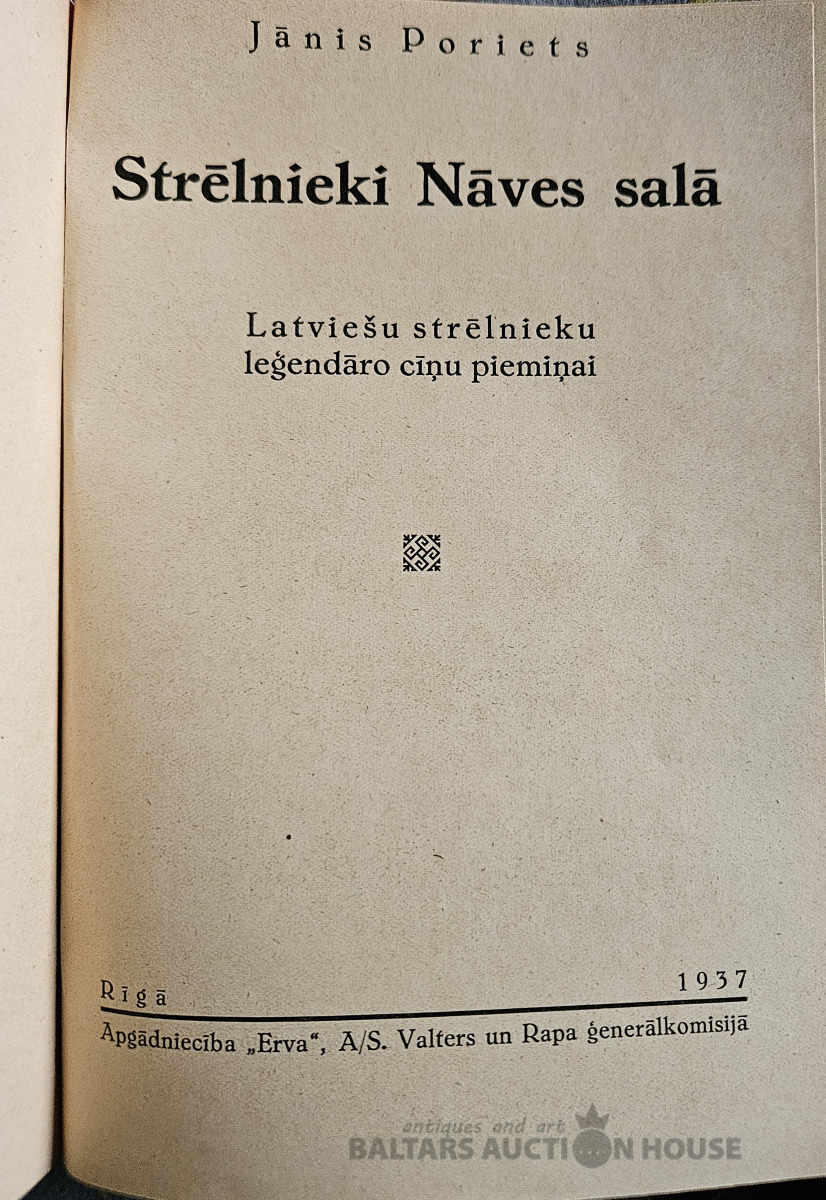 Jānis Poriets
Strēlnieki Nāves salā
Latviešu strēlnieku
leģendāro cīņu piemiņai
Rīgā 1937
Apgādniecība „Erva“, A/S. Valters un Rapa ģenerālkomisijā
antiques and art
BALTARS AUCTION HOUSE